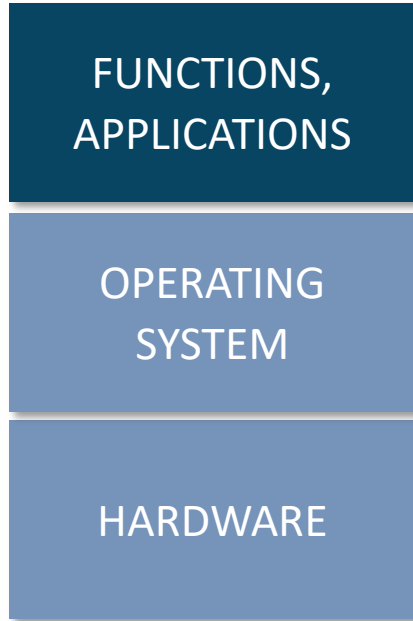 FUNCTIONS,
APPLICATIONS
OPERATING
SYSTEM
HARDWARE